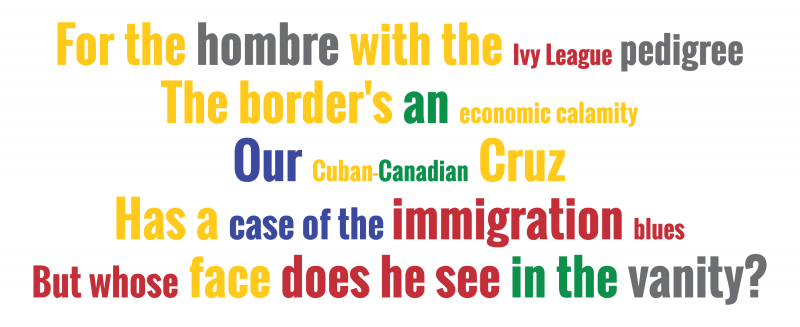 For the hombre with the Ivy League pedigree
The border's an economic calamity
Our Cuban-Canadian Cruz
Has a case of the immigration blues
But whose face does he see in the vanity?